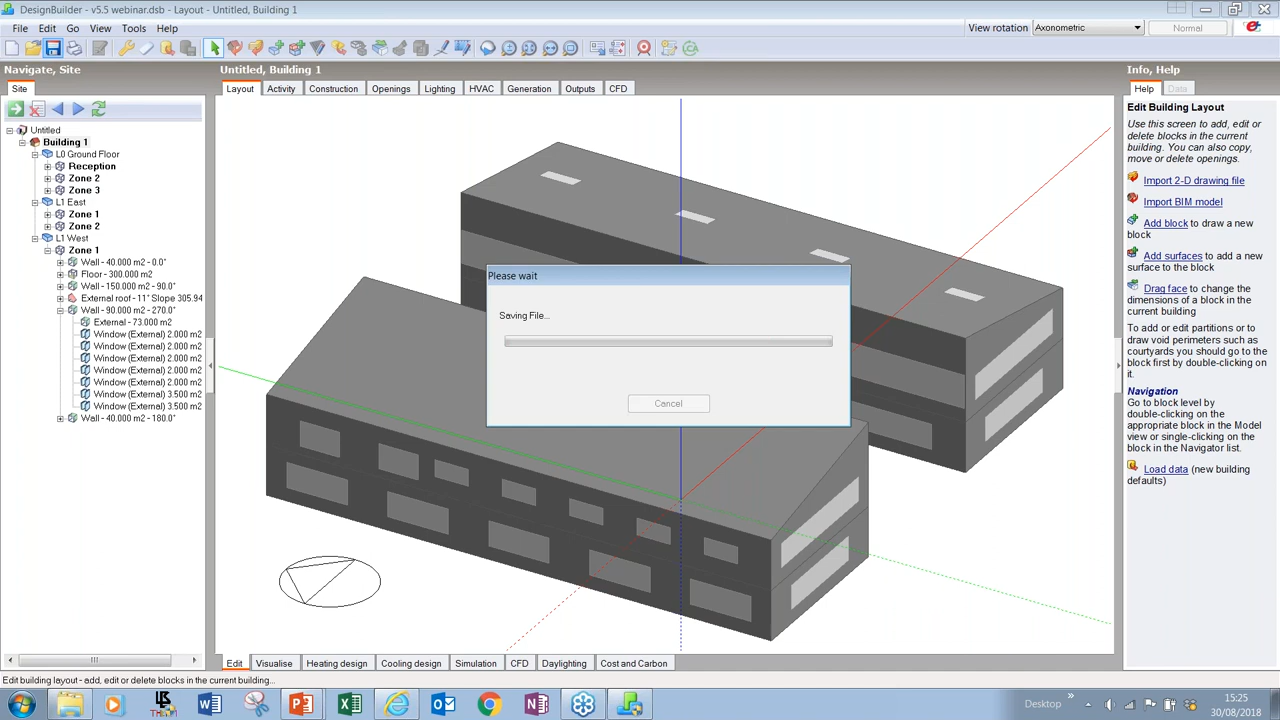 DesignBuilder - v5.5 webinar.dsb - Layout - Untitled, Building 1
File Edit Go View Tools Help
View rotation Axonometric Normal
Navigate, Site
Untitled, Building 1
Info, Help
Site
Layout Activity Construction Openings Lighting HVAC Generation Outputs CFD
Help Data
Untitled
Building 1
L0 Ground Floor
Reception
Zone 2
Zone 3
L1 East
Zone 1
Zone 2
L1 West
Zone 1
Wall - 40.000 m2 - 0.0°
Floor - 300.000 m2
Wall - 150.000 m2 - 90.0°
External roof - 11° Slope 305.94
Wall - 90.000 m2 - 270.0°
External - 73.000 m2
Window (External) 2.000 m2
Window (External) 2.000 m2
Window (External) 2.000 m2
Window (External) 2.000 m2
Window (External) 2.000 m2
Window (External) 3.500 m2
Window (External) 3.500 m2
Wall - 40.000 m2 - 180.0°
Please wait
Saving File...
Cancel
Edit Building Layout
Use this screen to add, edit or
delete blocks in the current
building. You can also copy,
move or delete openings.
Import 2-D drawing file
Import BIM model
Add block to draw a new
block
Add surfaces to add a new
surface to the block
Drag face to change the
dimensions of a block in the
current building
To add or edit partitions or to
draw void perimeters such as
courtyards you should go to the
block first by double-clicking on
it.
Navigation
Go to block level by
double-clicking on the
appropriate block in the Model
view or single-clicking on the
block in the Navigator list.
Load data (new building
defaults)
Edit Visualise Heating design Cooling design Simulation CFD Daylighting Cost and Carbon
Edit building layout - add, edit or delete blocks in the current building...
Desktop
15:25
30/08/2018